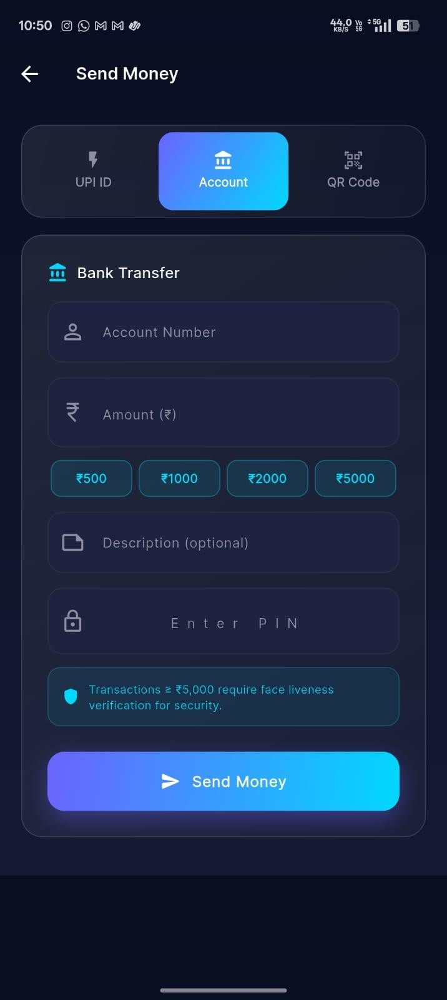 10:50
44.0 KB/S Vo 5G 5G 51
Send Money
UPI ID
Account
QR Code
Bank Transfer
Account Number
Amount (₹)
₹500
₹1000
₹2000
₹5000
Description (optional)
Enter PIN
Transactions ≥ ₹5,000 require face liveness
verification for security.
Send Money